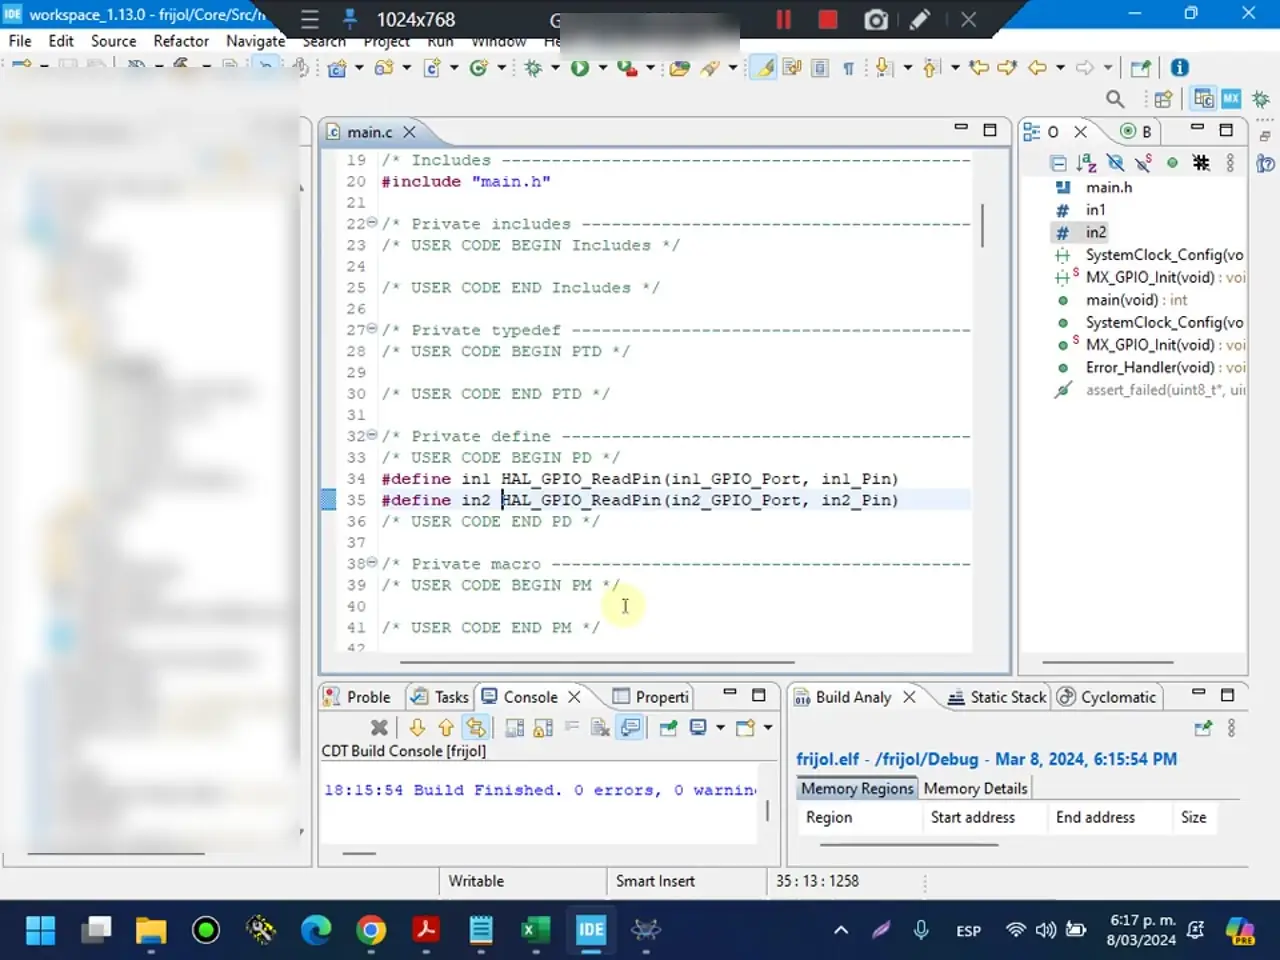 IDE workspace_1.13.0 - frijol/Core/Src/
1024x768
File Edit Source Refactor Navigate Search Project Run Window
MX
main.c
O
B
19 /* Includes ------------------------------------------------
20 #include "main.h"
21
22 /* Private includes ----------------------------------------
23 /* USER CODE BEGIN Includes */
24
25 /* USER CODE END Includes */
26
27 /* Private typedef -----------------------------------------
28 /* USER CODE BEGIN PTD */
29
30 /* USER CODE END PTD */
31
32 /* Private define ------------------------------------------
33 /* USER CODE BEGIN PD */
34 #define in1 HAL_GPIO_ReadPin(in1_GPIO_Port, in1_Pin)
35 #define in2 HAL_GPIO_ReadPin(in2_GPIO_Port, in2_Pin)
36 /* USER CODE END PD */
37
38 /* Private macro -------------------------------------------
39 /* USER CODE BEGIN PM */
40
41 /* USER CODE END PM */
42
main.h
# in1
# in2
SystemClock_Config(vo
MX_GPIO_Init(void) : voi
main(void) : int
SystemClock_Config(vo
MX_GPIO_Init(void) : voi
Error_Handler(void) : voi
assert_failed(uint8_t*, ui
Proble Tasks Console Properti
CDT Build Console [frijol]
18:15:54 Build Finished. 0 errors, 0 warnin
Build Analy Static Stack Cyclomatic
frijol.elf - /frijol/Debug - Mar 8, 2024, 6:15:54 PM
Memory Regions Memory Details
Region Start address End address Size
Writable Smart Insert 35 : 13 : 1258
IDE
ESP
6:17 p. m.
8/03/2024
PRE